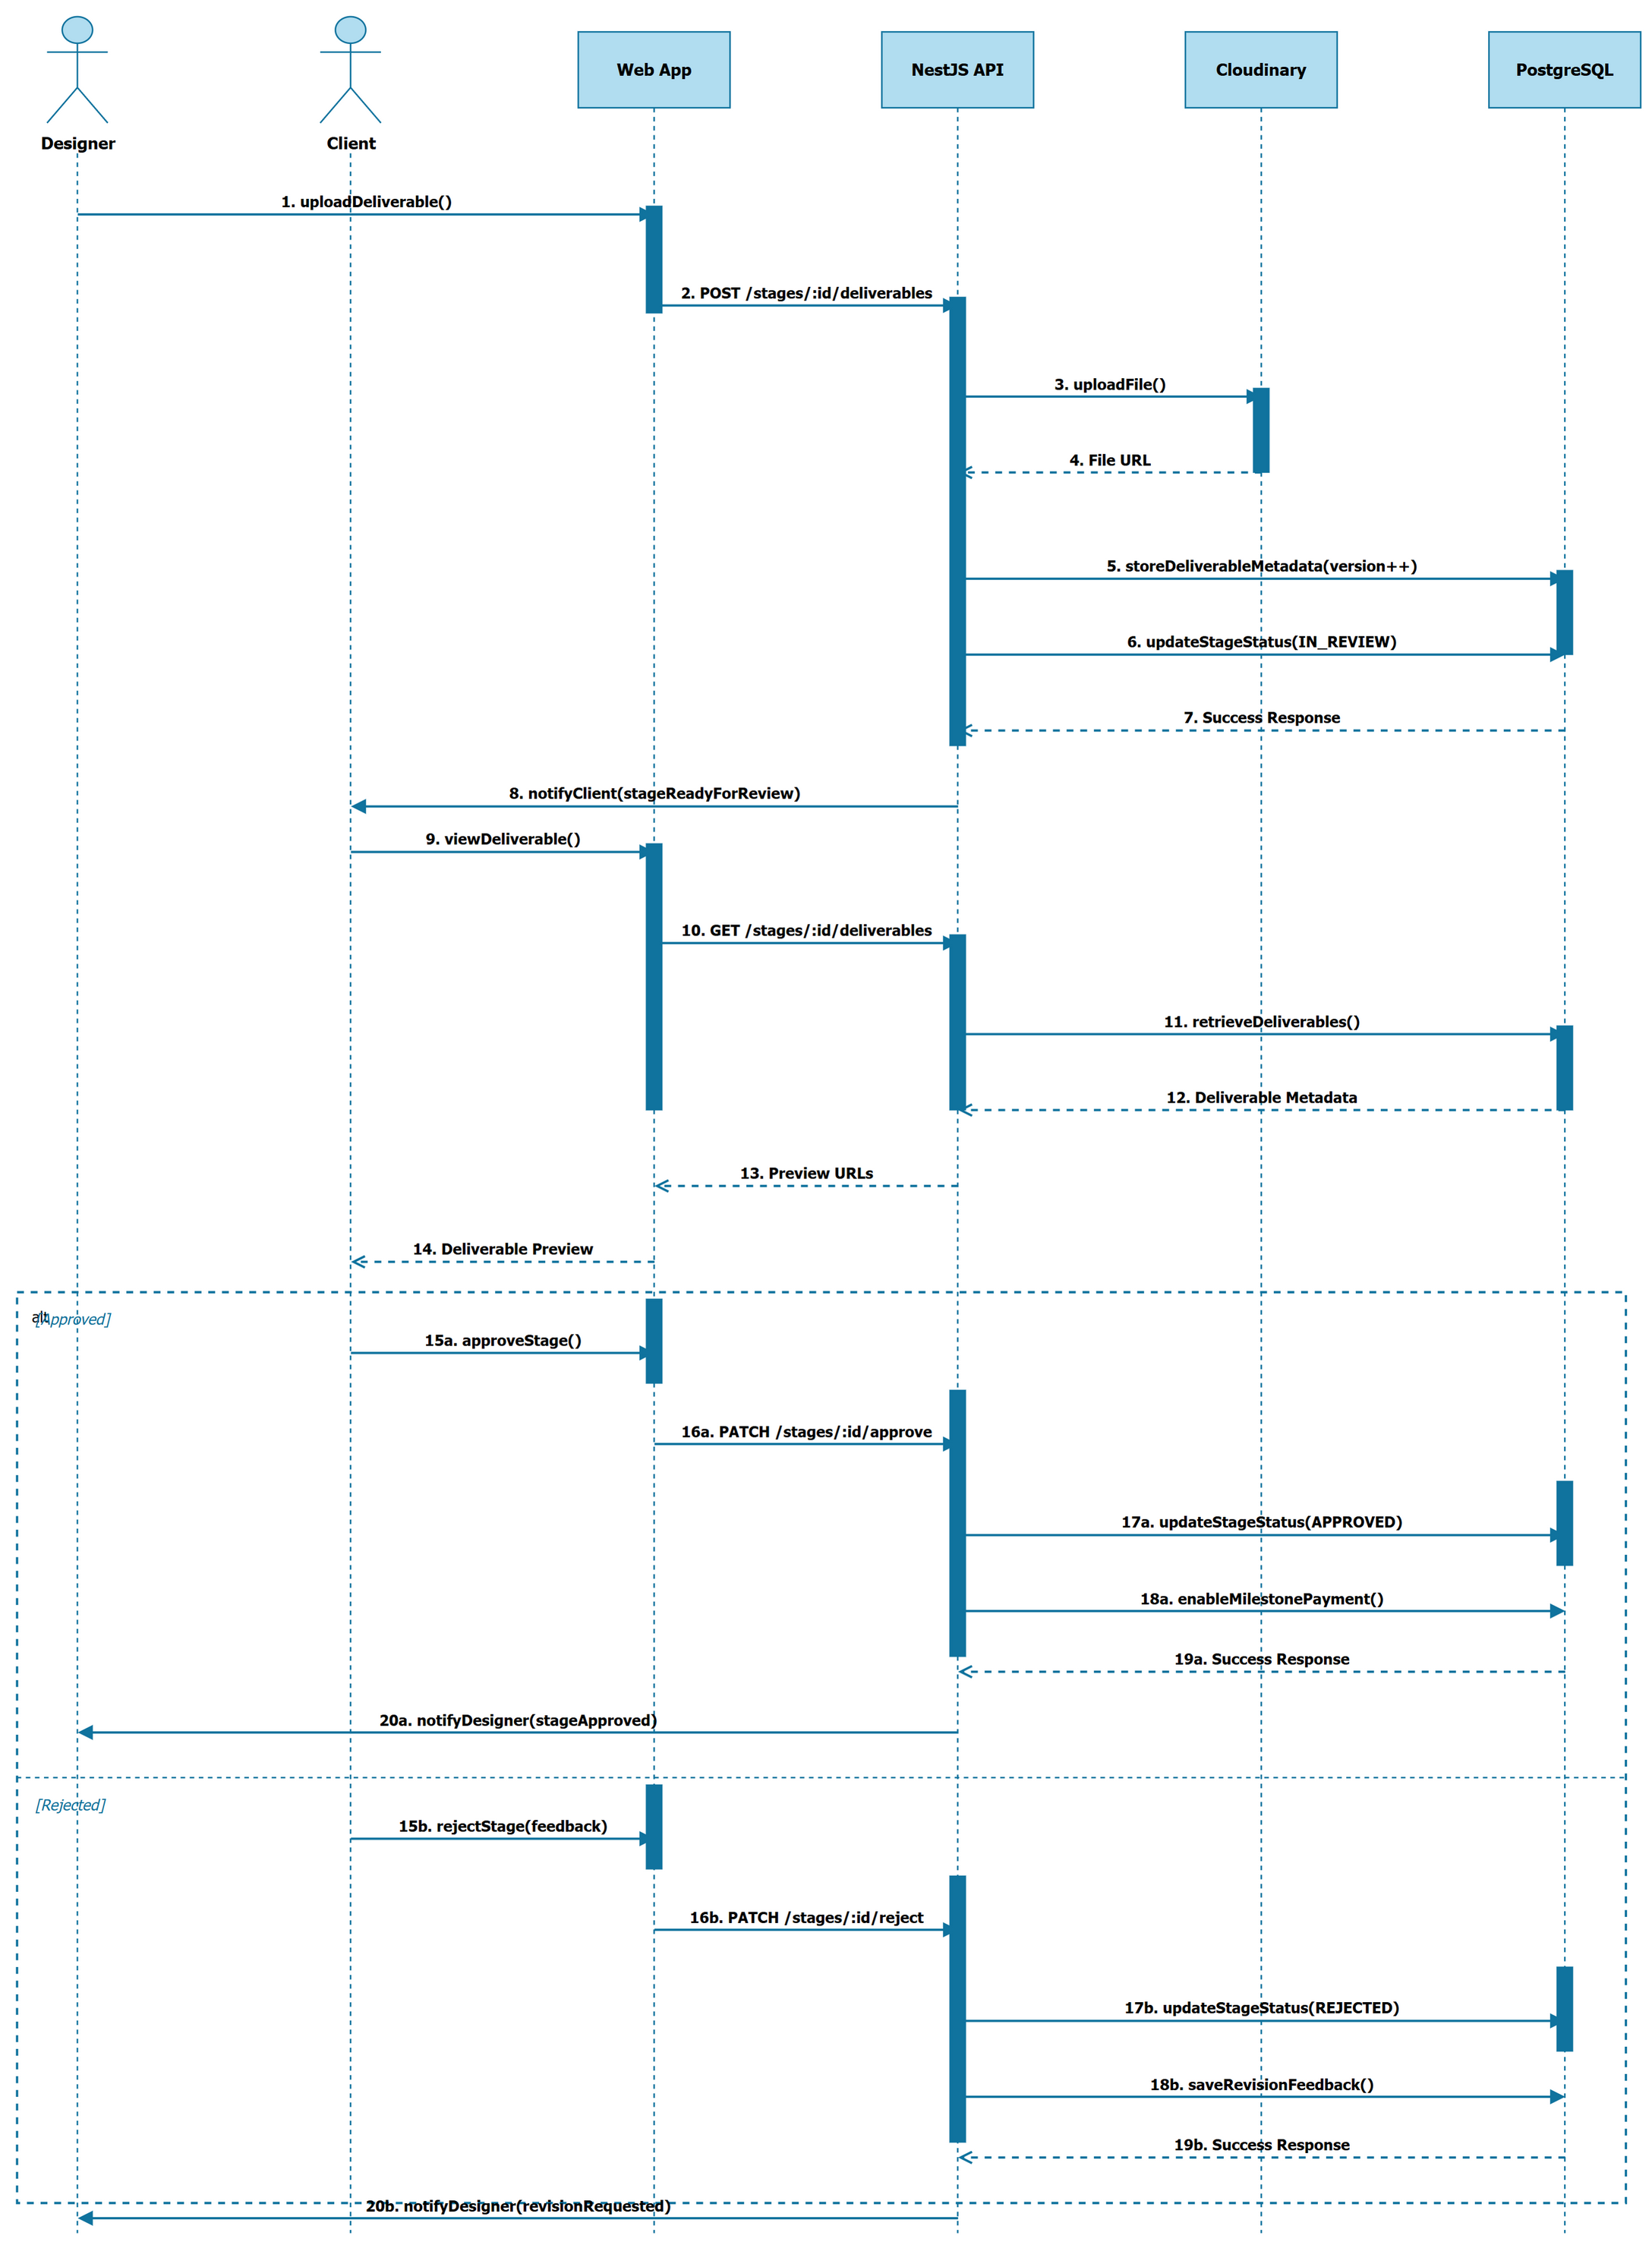 Designer
Client
Web App
NestJS API
Cloudinary
PostgreSQL
1. uploadDeliverable()
2. POST /stages/:id/deliverables
3. uploadFile()
4. File URL
5. storeDeliverableMetadata(version++)
6. updateStageStatus(IN_REVIEW)
7. Success Response
8. notifyClient(stageReadyForReview)
9. viewDeliverable()
10. GET /stages/:id/deliverables
11. retrieveDeliverables()
12. Deliverable Metadata
13. Preview URLs
14. Deliverable Preview
alt
[Approved]
15a. approveStage()
16a. PATCH /stages/:id/approve
17a. updateStageStatus(APPROVED)
18a. enableMilestonePayment()
19a. Success Response
20a. notifyDesigner(stageApproved)
[Rejected]
15b. rejectStage(feedback)
16b. PATCH /stages/:id/reject
17b. updateStageStatus(REJECTED)
18b. saveRevisionFeedback()
19b. Success Response
20b. notifyDesigner(revisionRequested)